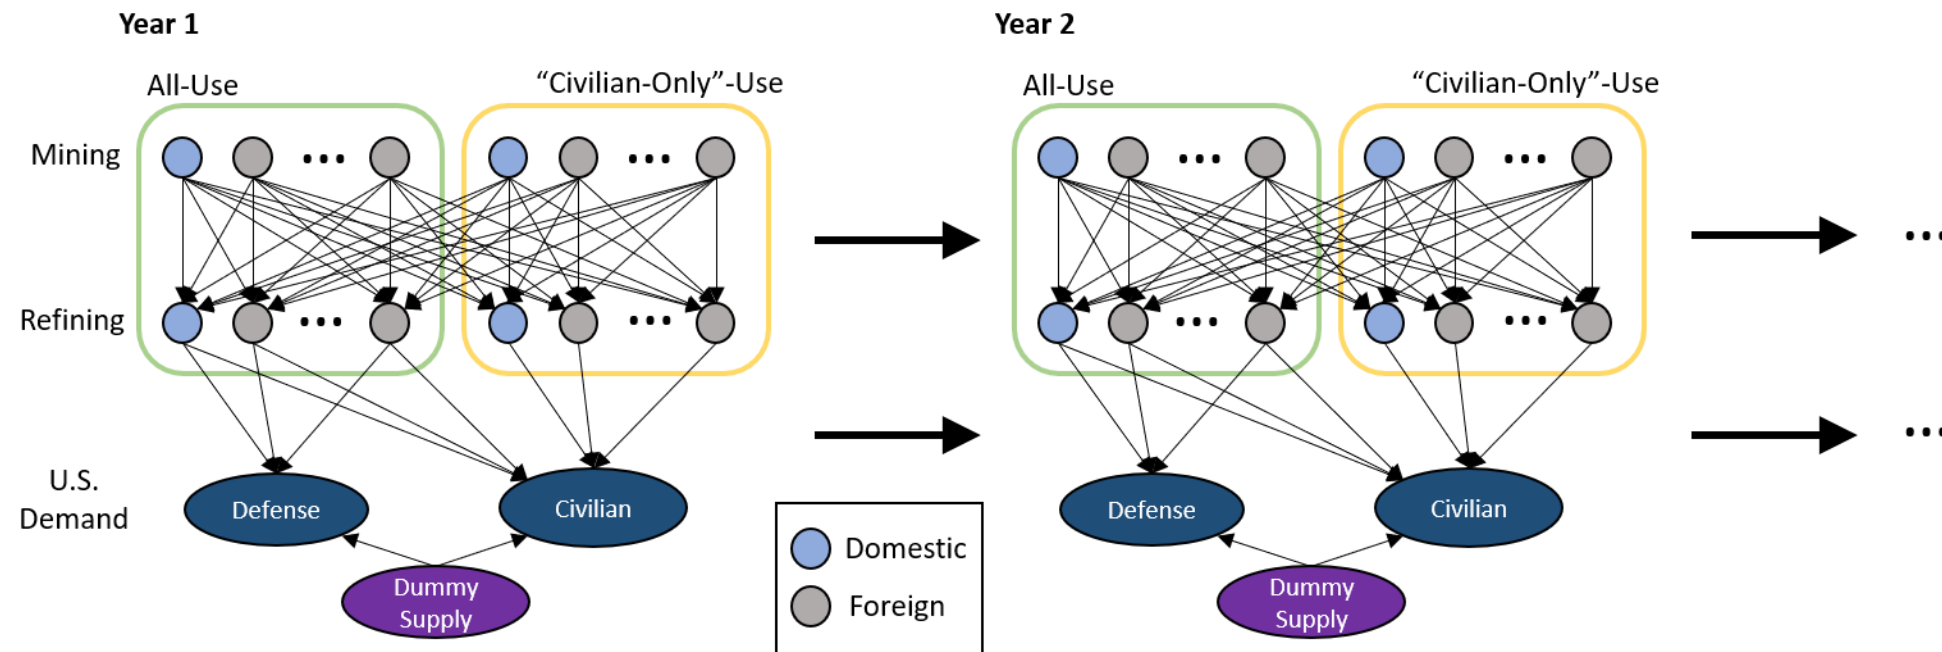 Year 1
Year 2
All-Use
“Civilian-Only”-Use
All-Use
“Civilian-Only”-Use
Mining
Refining
U.S.
Demand
Defense
Civilian
Defense
Civilian
Domestic
Foreign
Dummy
Supply
Dummy
Supply